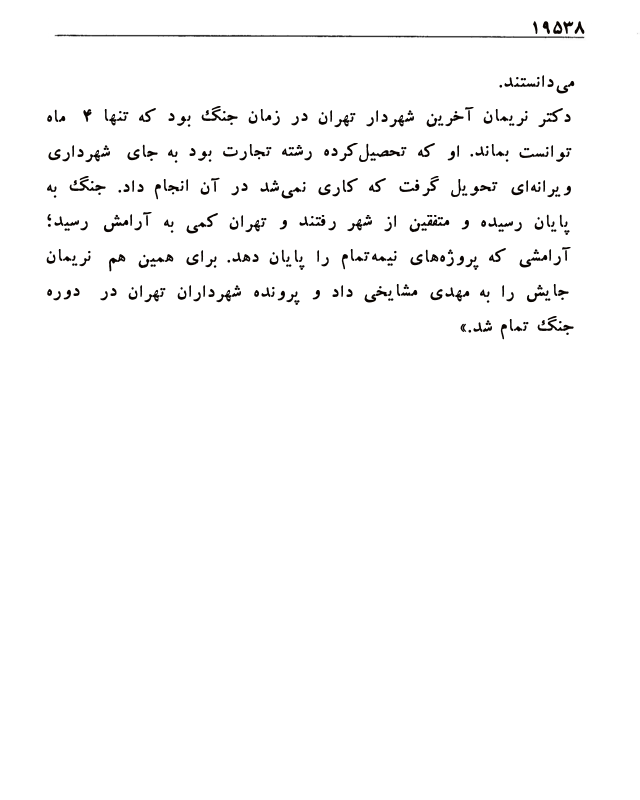 ۱۹۵۳۸
می‌دانستند.
دکتر نریمان آخرین شهردار تهران در زمان جنگ بود که تنها ۴ ماه
توانست بماند. او که تحصیل‌کرده رشته تجارت بود به جای شهرداری
ویرانه‌ای تحویل گرفت که کاری نمی‌شد در آن انجام داد. جنگ به
پایان رسیده و متفقین از شهر رفتند و تهران کمی به آرامش رسید؛
آرامشی که پروژه‌های نیمه‌تمام را پایان دهد. برای همین هم نریمان
جایش را به مهدی مشایخی داد و پرونده شهرداران تهران در دوره
جنگ تمام شد.»